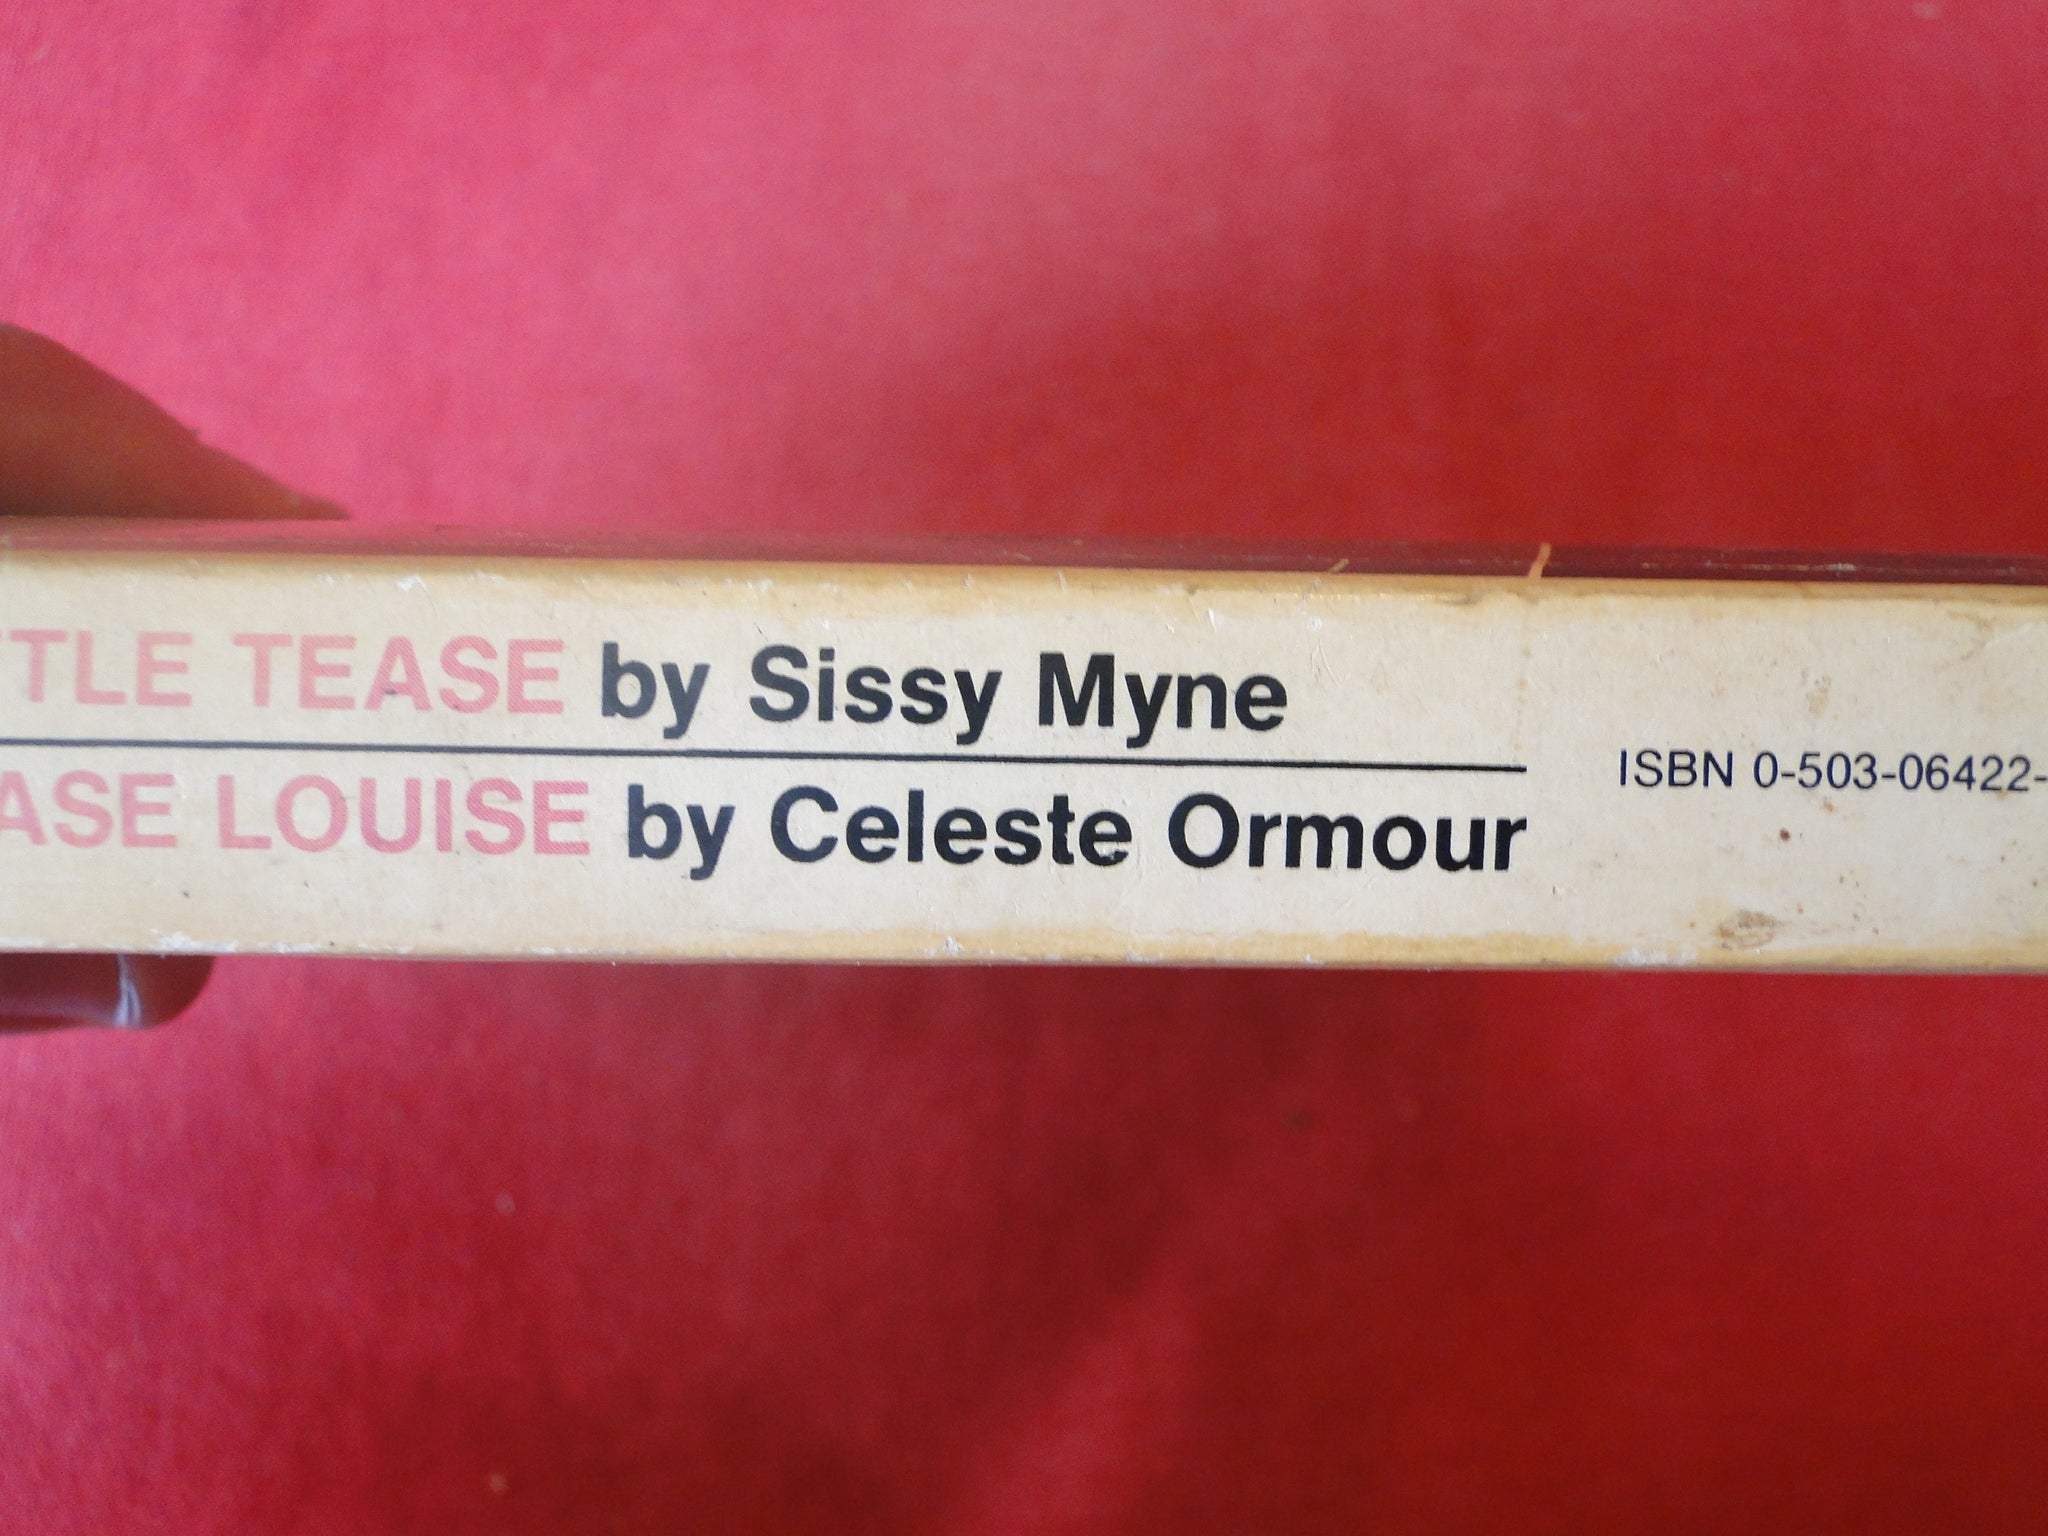 TLE TEASE by Sissy Myne
ASE LOUISE by Celeste Ormour
ISBN 0-503-06422-